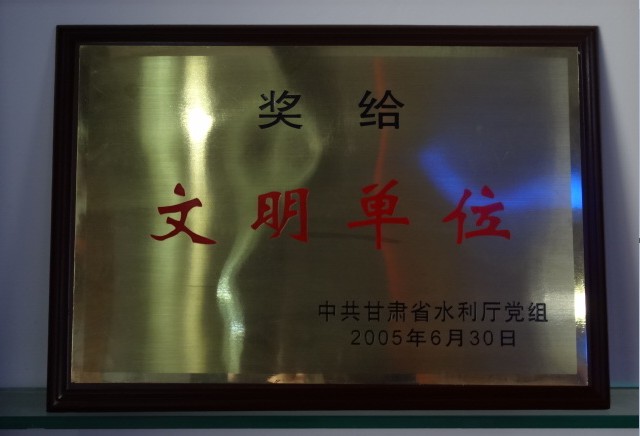 奖给
文明单位
中共甘肃省水利厅党组
2005年6月30日